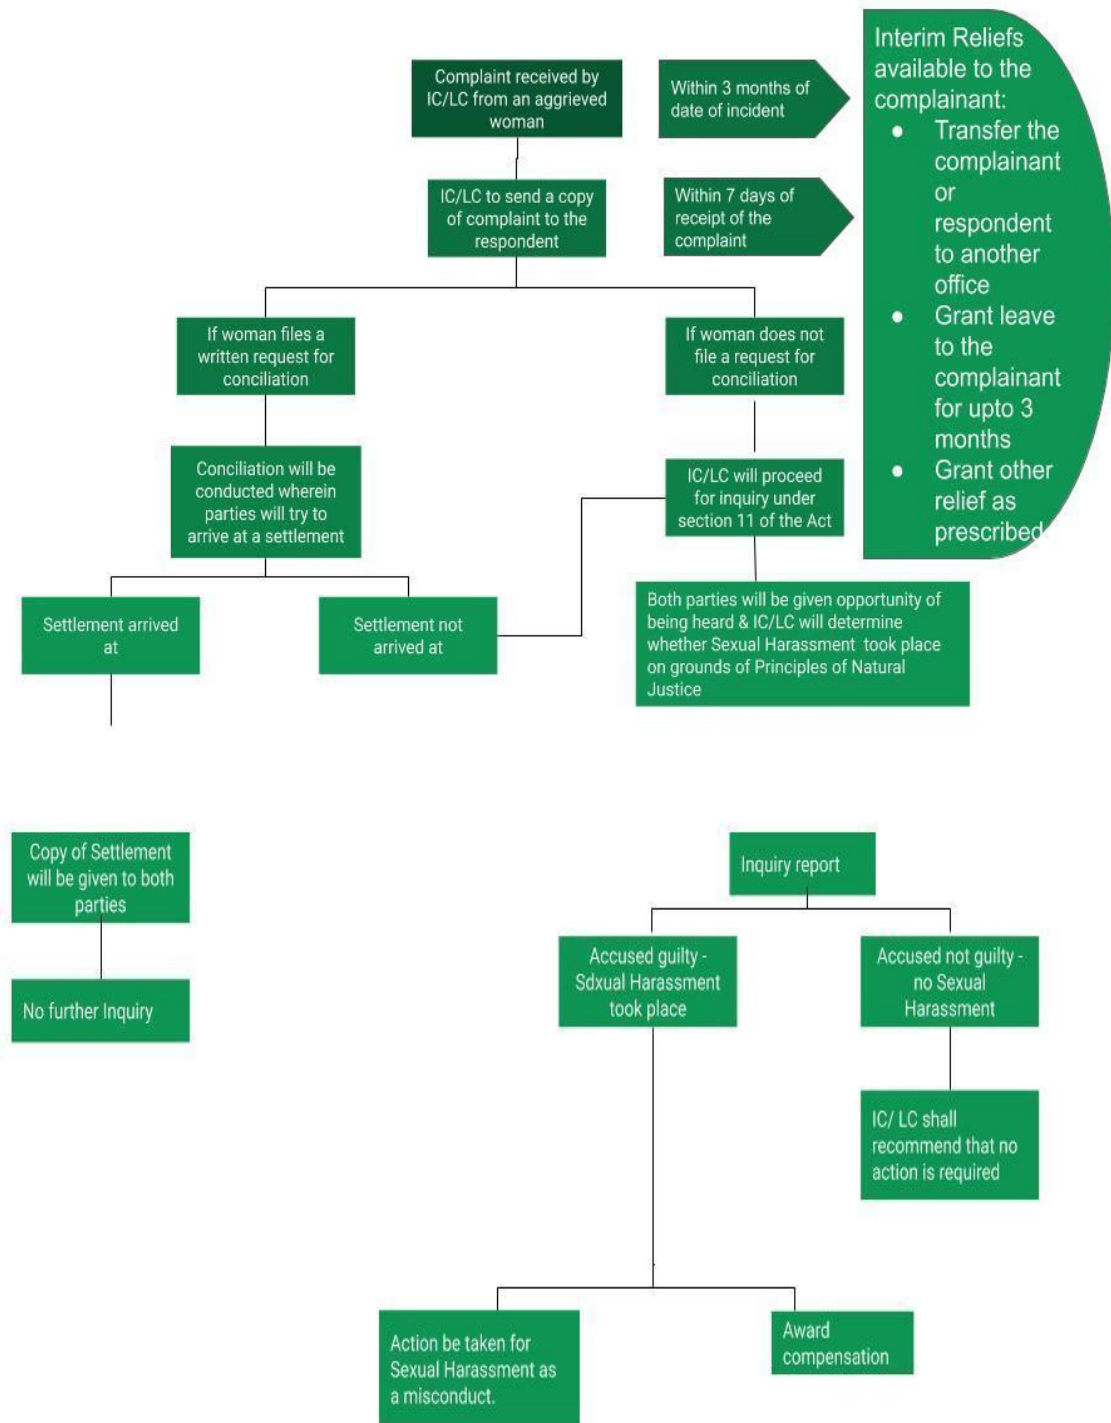 Complaint received by
IC/LC from an aggrieved
woman
Within 3 months of
date of incident
IC/LC to send a copy
of complaint to the
respondent
Within 7 days of
receipt of the
complaint
Interim Reliefs
available to the
complainant:
● Transfer the
complainant
or
respondent
to another
office
● Grant leave
to the
complainant
for upto 3
months
● Grant other
relief as
prescribed.
If woman files a
written request for
conciliation
If woman does not
file a request for
conciliation
Conciliation will be
conducted wherein
parties will try to
arrive at a settlement
IC/LC will proceed
for inquiry under
section 11 of the Act
Settlement arrived
at
Settlement not
arrived at
Both parties will be given opportunity of
being heard & IC/LC will determine
whether Sexual Harassment took place
on grounds of Principles of Natural
Justice
Copy of Settlement
will be given to both
parties
No further Inquiry
Inquiry report
Accused guilty -
Sdxual Harassment
took place
Accused not guilty -
no Sexual
Harassment
IC/ LC shall
recommend that no
action is required
Action be taken for
Sexual Harassment as
a misconduct.
Award
compensation